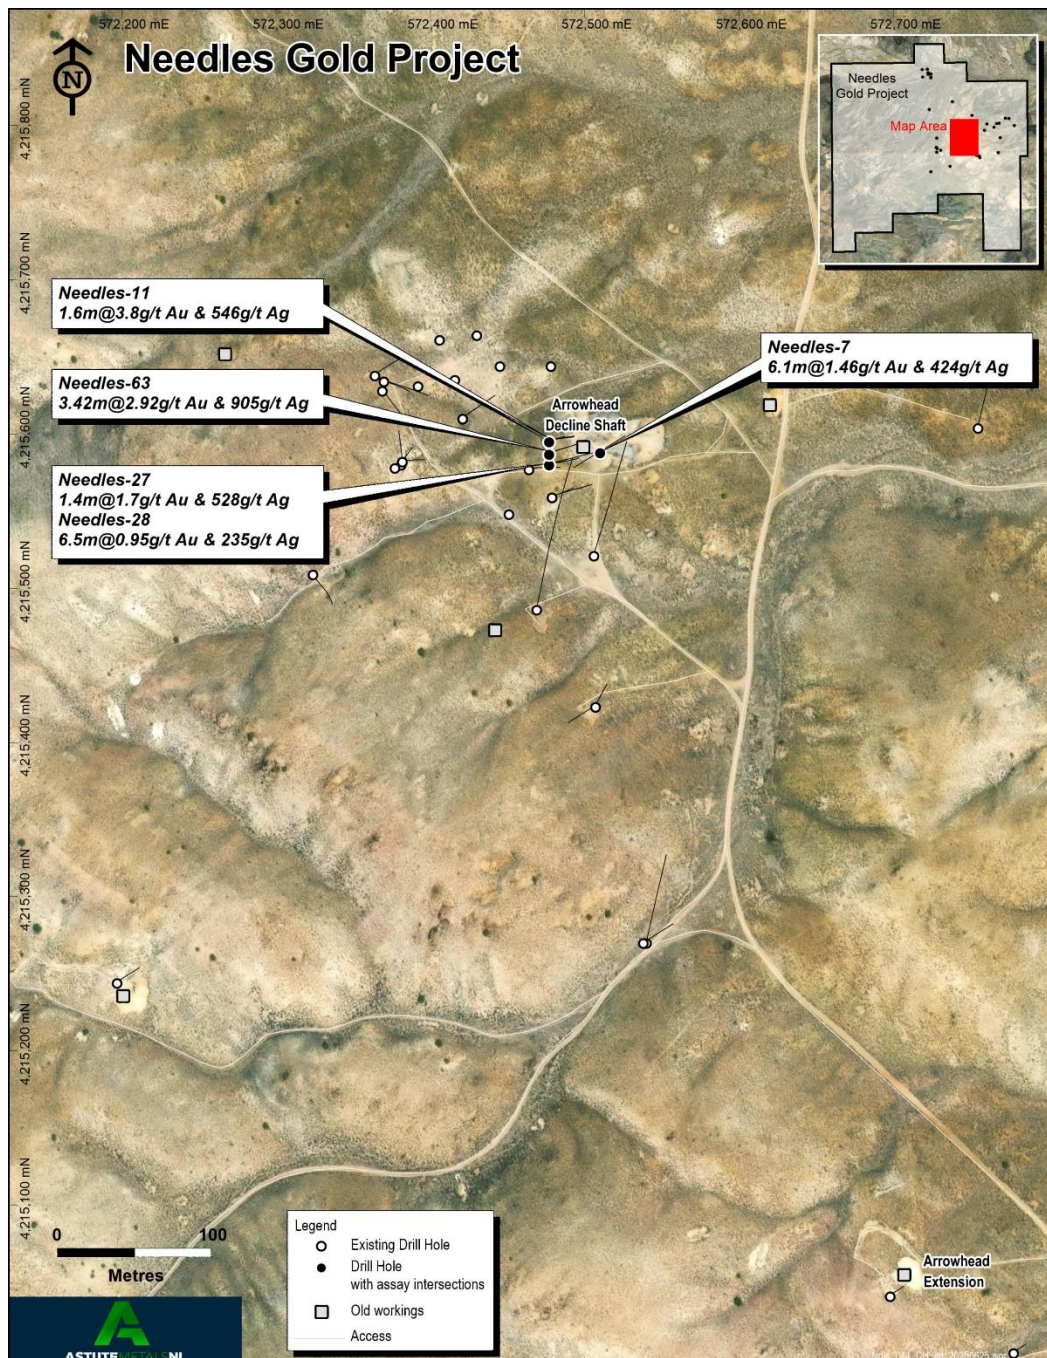 572,200 mE
572,300 mE
572,400 mE
572,500 mE
572,600 mE
572,700 mE
Needles Gold Project
N
Needles
Gold Project
Map Area
4,215,800 mN
4,215,700 mN
4,215,600 mN
4,215,500 mN
4,215,400 mN
4,215,300 mN
4,215,200 mN
4,215,100 mN
Needles-11
1.6m@3.8g/t Au & 546g/t Ag
Needles-7
6.1m@1.46g/t Au & 424g/t Ag
Needles-63
3.42m@2.92g/t Au & 905g/t Ag
Arrowhead
Decline Shaft
Needles-27
1.4m@1.7g/t Au & 528g/t Ag
Needles-28
6.5m@0.95g/t Au & 235g/t Ag
0
100
Metres
Legend
Existing Drill Hole
Drill Hole
with assay intersections
Old workings
Access
Arrowhead
Extension
ASTUTEMETALSNL